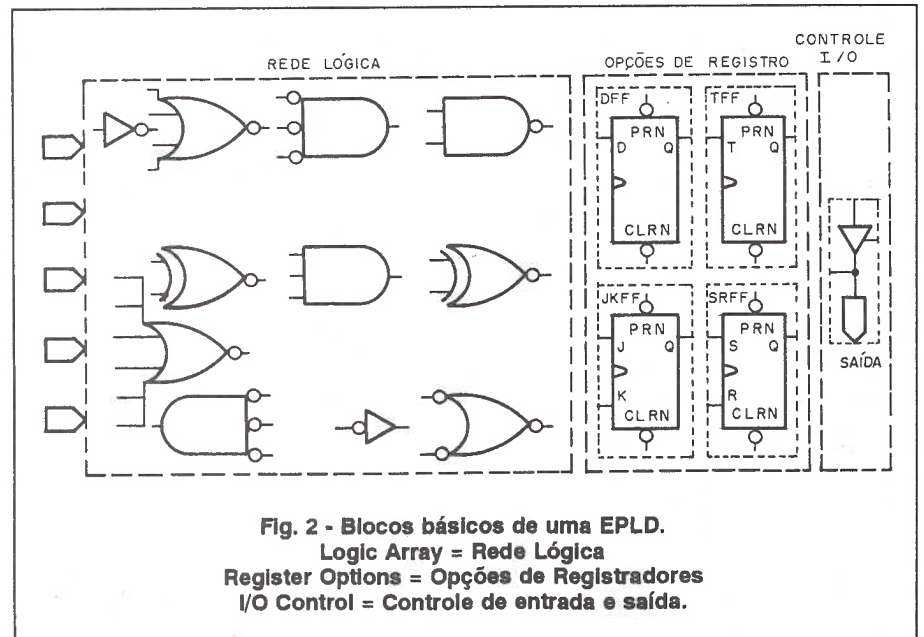 REDE LÓGICA
OPÇÕES DE REGISTRO
CONTROLE
I/O
DFF
PRN
D Q
CLRN
TFF
PRN
T Q
CLRN
JKFF
PRN
J Q
K
CLRN
SRFF
PRN
S Q
R
CLRN
SAÍDA
Fig. 2 - Blocos básicos de uma EPLD.
Logic Array = Rede Lógica
Register Options = Opções de Registradores
I/O Control = Controle de entrada e saída.